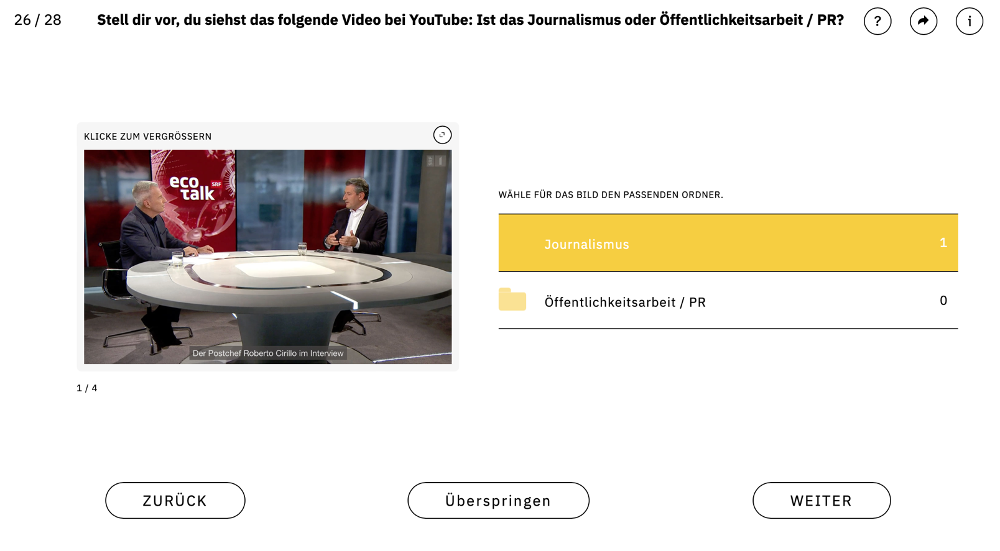 26 / 28
Stell dir vor, du siehst das folgende Video bei YouTube: Ist das Journalismus oder Öffentlichkeitsarbeit / PR?
?
i
KLICKE ZUM VERGRÖSSERN
SRF 1
eco
talk SRF
Der Postchef Roberto Cirillo im Interview
1 / 4
WÄHLE FÜR DAS BILD DEN PASSENDEN ORDNER.
Journalismus 1
Öffentlichkeitsarbeit / PR 0
ZURÜCK
Überspringen
WEITER